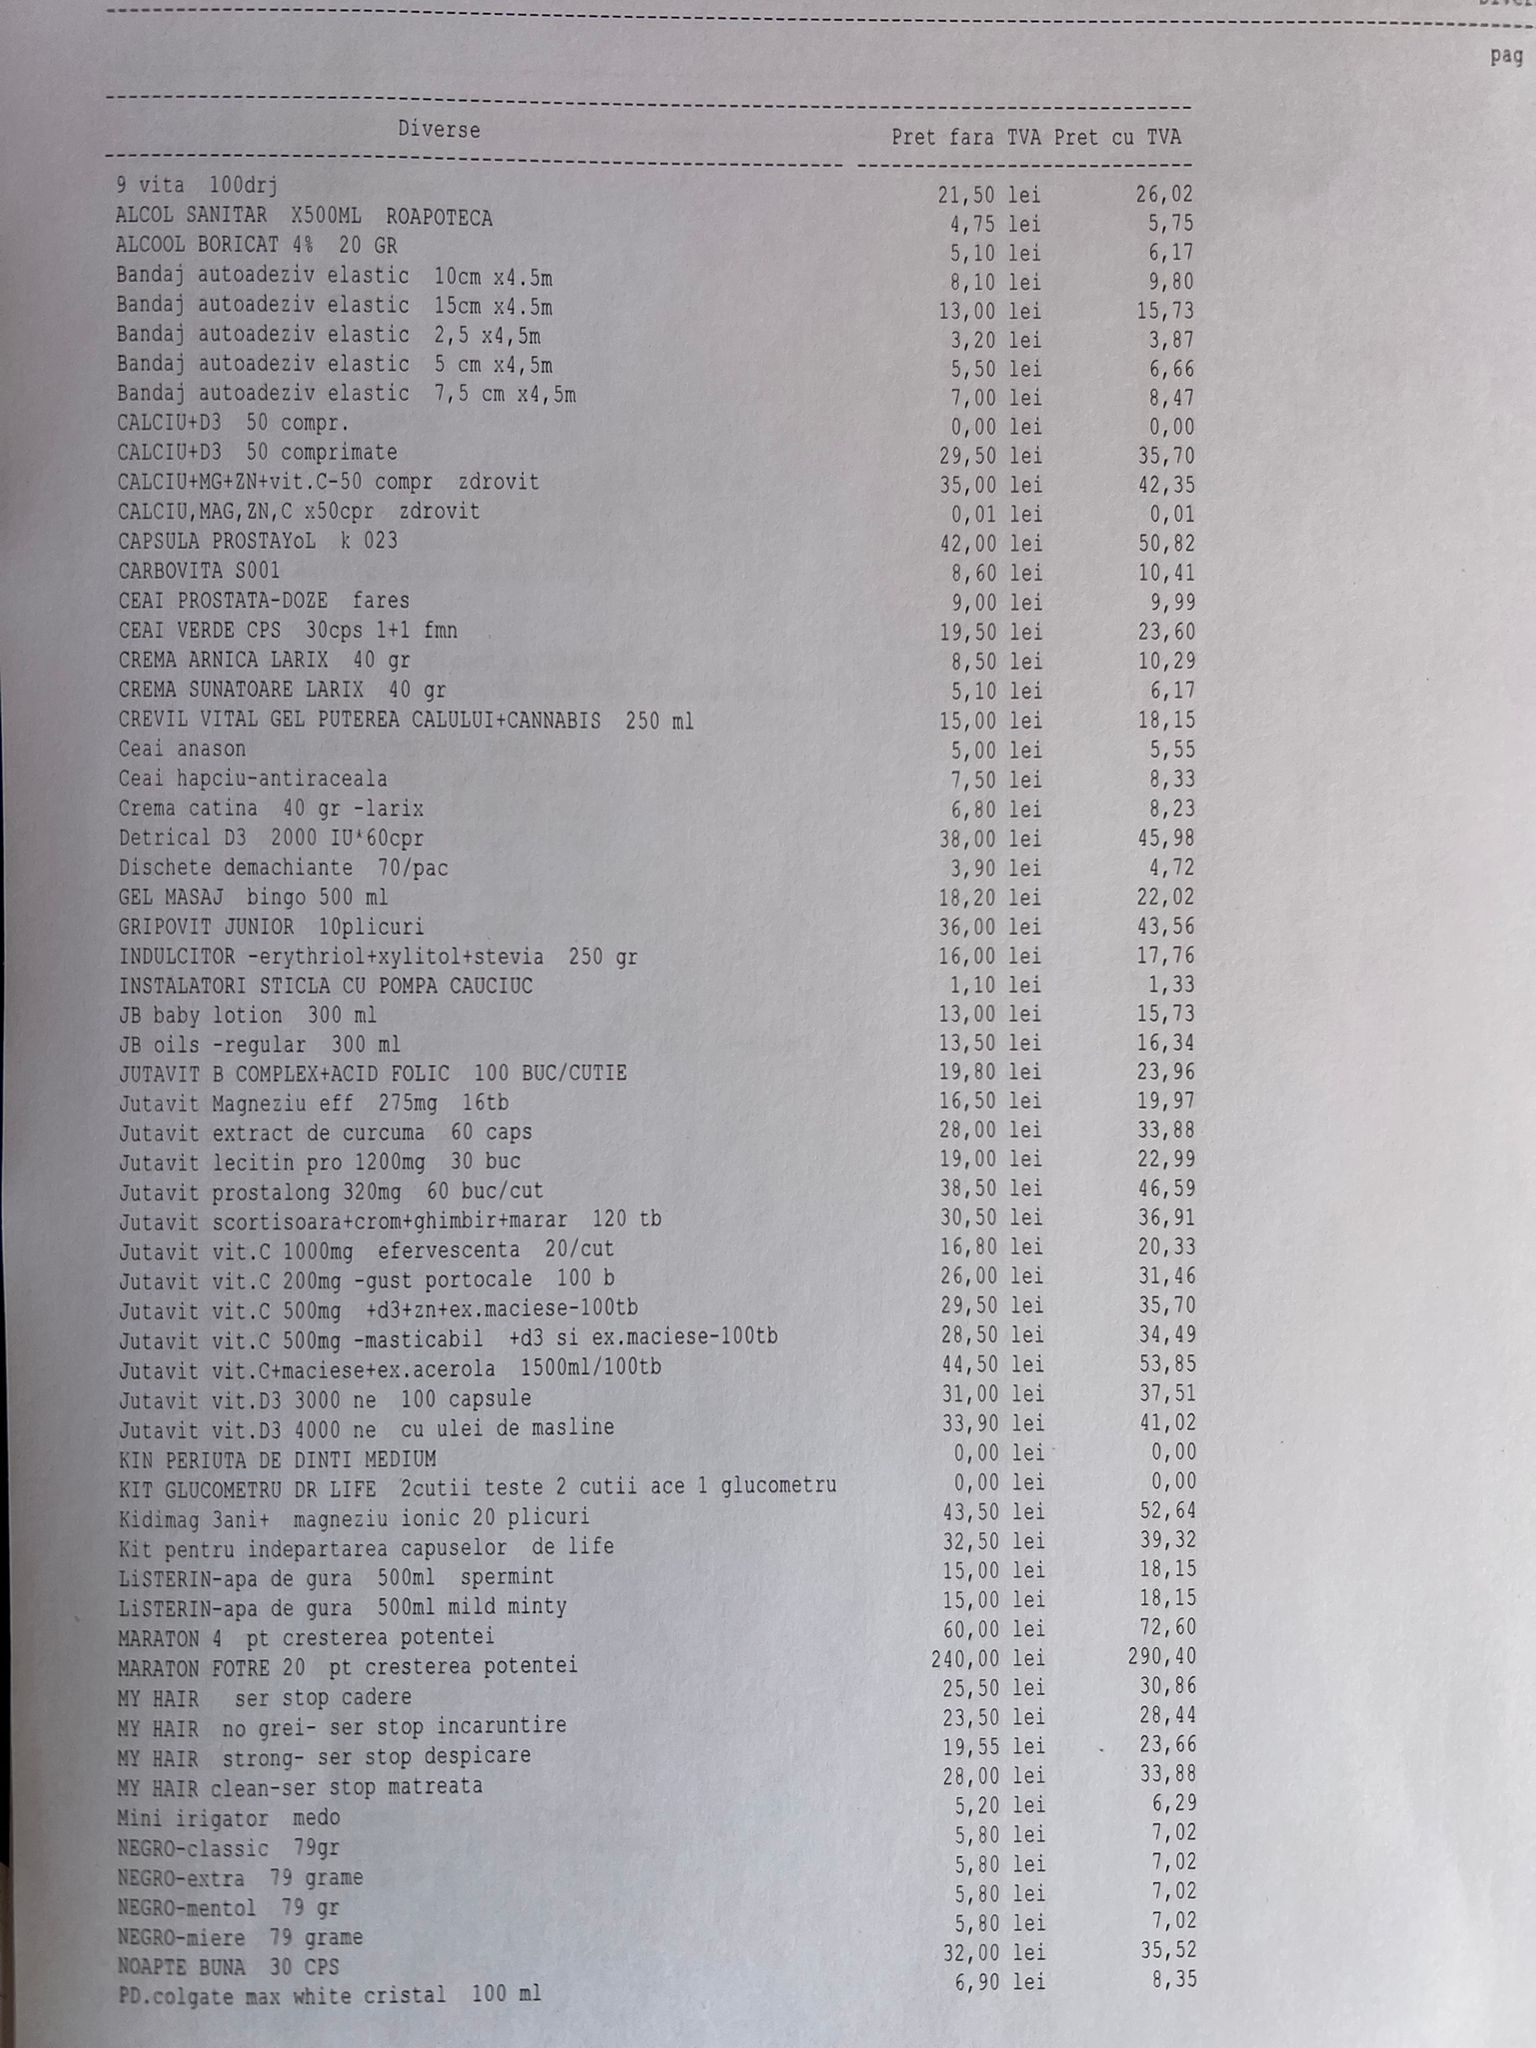 pag
Diverse Pret fara TVA Pret cu TVA
9 vita 100drj 21,50 lei 26,02
ALCOL SANITAR X500ML ROAPOTECA 4,75 lei 5,75
ALCOOL BORICAT 4% 20 GR 5,10 lei 6,17
Bandaj autoadeziv elastic 10cm x4.5m 8,10 lei 9,80
Bandaj autoadeziv elastic 15cm x4.5m 13,00 lei 15,73
Bandaj autoadeziv elastic 2,5 x4,5m 3,20 lei 3,87
Bandaj autoadeziv elastic 5 cm x4,5m 5,50 lei 6,66
Bandaj autoadeziv elastic 7,5 cm x4,5m 7,00 lei 8,47
CALCIU+D3 50 compr. 0,00 lei 0,00
CALCIU+D3 50 comprimate 29,50 lei 35,70
CALCIU+MG+ZN+vit.C-50 compr zdrovit 35,00 lei 42,35
CALCIU,MAG,ZN,C x50cpr zdrovit 0,01 lei 0,01
CAPSULA PROSTAYoL k 023 42,00 lei 50,82
CARBOVITA S001 8,60 lei 10,41
CEAI PROSTATA-DOZE fares 9,00 lei 9,99
CEAI VERDE CPS 30cps 1+1 fmn 19,50 lei 23,60
CREMA ARNICA LARIX 40 gr 8,50 lei 10,29
CREMA SUNATOARE LARIX 40 gr 5,10 lei 6,17
CREVIL VITAL GEL PUTEREA CALULUI+CANNABIS 250 ml 15,00 lei 18,15
Ceai anason 5,00 lei 5,55
Ceai hapciu-antiraceala 7,50 lei 8,33
Crema catina 40 gr -larix 6,80 lei 8,23
Detrical D3 2000 IU*60cpr 38,00 lei 45,98
Dischete demachiante 70/pac 3,90 lei 4,72
GEL MASAJ bingo 500 ml 18,20 lei 22,02
GRIPOVIT JUNIOR 10plicuri 36,00 lei 43,56
INDULCITOR -erythriol+xylitol+stevia 250 gr 16,00 lei 17,76
INSTALATORI STICLA CU POMPA CAUCIUC 1,10 lei 1,33
JB baby lotion 300 ml 13,00 lei 15,73
JB oils -regular 300 ml 13,50 lei 16,34
JUTAVIT B COMPLEX+ACID FOLIC 100 BUC/CUTIE 19,80 lei 23,96
Jutavit Magneziu eff 275mg 16tb 16,50 lei 19,97
Jutavit extract de curcuma 60 caps 28,00 lei 33,88
Jutavit lecitin pro 1200mg 30 buc 19,00 lei 22,99
Jutavit prostalong 320mg 60 buc/cut 38,50 lei 46,59
Jutavit scortisoara+crom+ghimbir+marar 120 tb 30,50 lei 36,91
Jutavit vit.C 1000mg efervescenta 20/cut 16,80 lei 20,33
Jutavit vit.C 200mg -gust portocale 100 b 26,00 lei 31,46
Jutavit vit.C 500mg +d3+zn+ex.maciese-100tb 29,50 lei 35,70
Jutavit vit.C 500mg -masticabil +d3 si ex.maciese-100tb 28,50 lei 34,49
Jutavit vit.C+maciese+ex.acerola 1500ml/100tb 44,50 lei 53,85
Jutavit vit.D3 3000 ne 100 capsule 31,00 lei 37,51
Jutavit vit.D3 4000 ne cu ulei de masline 33,90 lei 41,02
KIN PERIUTA DE DINTI MEDIUM 0,00 lei 0,00
KIT GLUCOMETRU DR LIFE 2cutii teste 2 cutii ace 1 glucometru 0,00 lei 0,00
Kidimag 3ani+ magneziu ionic 20 plicuri 43,50 lei 52,64
Kit pentru indepartarea capuselor de life 32,50 lei 39,32
LiSTERIN-apa de gura 500ml spermint 15,00 lei 18,15
LiSTERIN-apa de gura 500ml mild minty 15,00 lei 18,15
MARATON 4 pt cresterea potentei 60,00 lei 72,60
MARATON FOTRE 20 pt cresterea potentei 240,00 lei 290,40
MY HAIR ser stop cadere 25,50 lei 30,86
MY HAIR no grei- ser stop incaruntire 23,50 lei 28,44
MY HAIR strong- ser stop despicare 19,55 lei 23,66
MY HAIR clean-ser stop matreata 28,00 lei 33,88
Mini irigator medo 5,20 lei 6,29
NEGRO-classic 79gr 5,80 lei 7,02
NEGRO-extra 79 grame 5,80 lei 7,02
NEGRO-mentol 79 gr 5,80 lei 7,02
NEGRO-miere 79 grame 5,80 lei 7,02
NOAPTE BUNA 30 CPS 32,00 lei 35,52
PD.colgate max white cristal 100 ml 6,90 lei 8,35